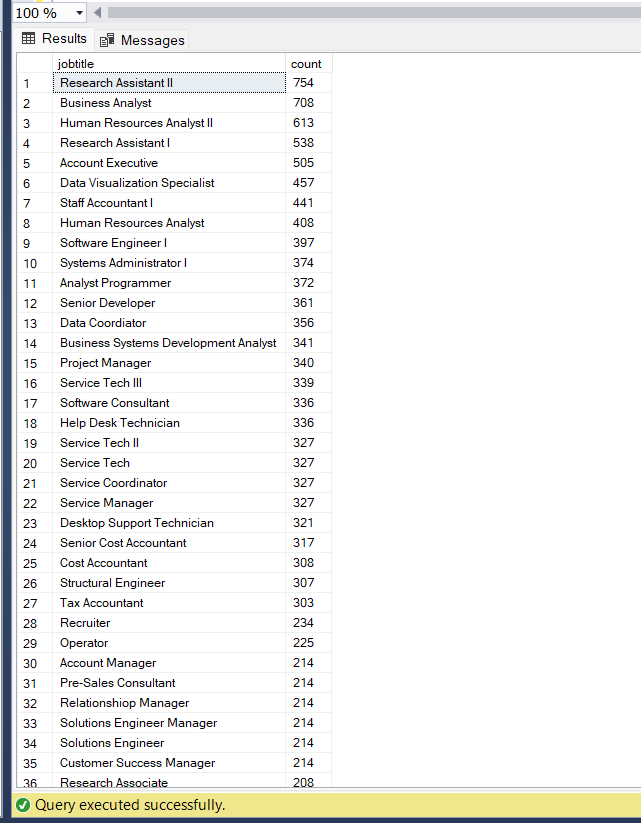 100 %
Results Messages
jobtitle count
1 Research Assistant II 754
2 Business Analyst 708
3 Human Resources Analyst II 613
4 Research Assistant I 538
5 Account Executive 505
6 Data Visualization Specialist 457
7 Staff Accountant I 441
8 Human Resources Analyst 408
9 Software Engineer I 397
10 Systems Administrator I 374
11 Analyst Programmer 372
12 Senior Developer 361
13 Data Coordiator 356
14 Business Systems Development Analyst 341
15 Project Manager 340
16 Service Tech III 339
17 Software Consultant 336
18 Help Desk Technician 336
19 Service Tech II 327
20 Service Tech 327
21 Service Coordinator 327
22 Service Manager 327
23 Desktop Support Technician 321
24 Senior Cost Accountant 317
25 Cost Accountant 308
26 Structural Engineer 307
27 Tax Accountant 303
28 Recruiter 234
29 Operator 225
30 Account Manager 214
31 Pre-Sales Consultant 214
32 Relationshiop Manager 214
33 Solutions Engineer Manager 214
34 Solutions Engineer 214
35 Customer Success Manager 214
36 Research Associate 208
Query executed successfully.